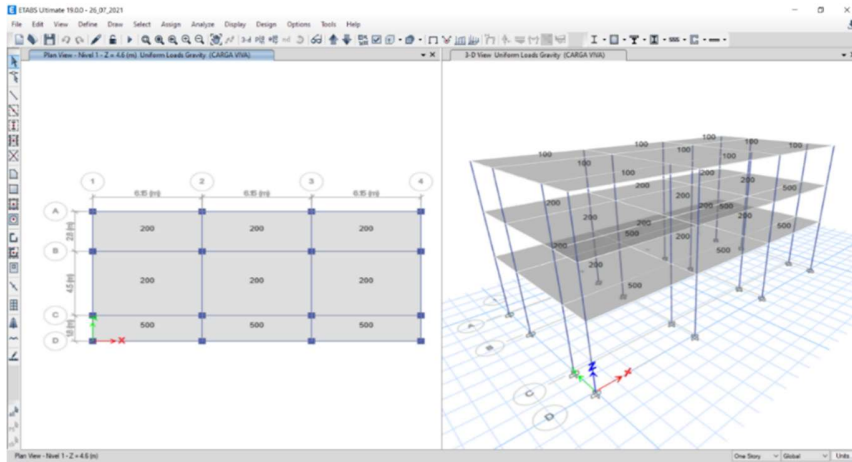 ETABS Ultimate 19.0.0 - 26_07_2021
File Edit View Define Draw Select Assign Analyze Display Design Options Tools Help
Plan View - Nivel 1 - Z = 4.6 (m) Uniform Loads Gravity (CARGA VIVA)
3-D View Uniform Loads Gravity (CARGA VIVA)
1 2 3 4
A
B
C
D
200 200 200
200 200 200
500 500 500
X
100 100 100
100 100 100
200 200 200
200 200 500
200 500 200
500 200 500
200 500
500
A
B
C
D
X
Z
Plan View - Nivel 1 - Z = 4.6 (m)
One Story Global Units